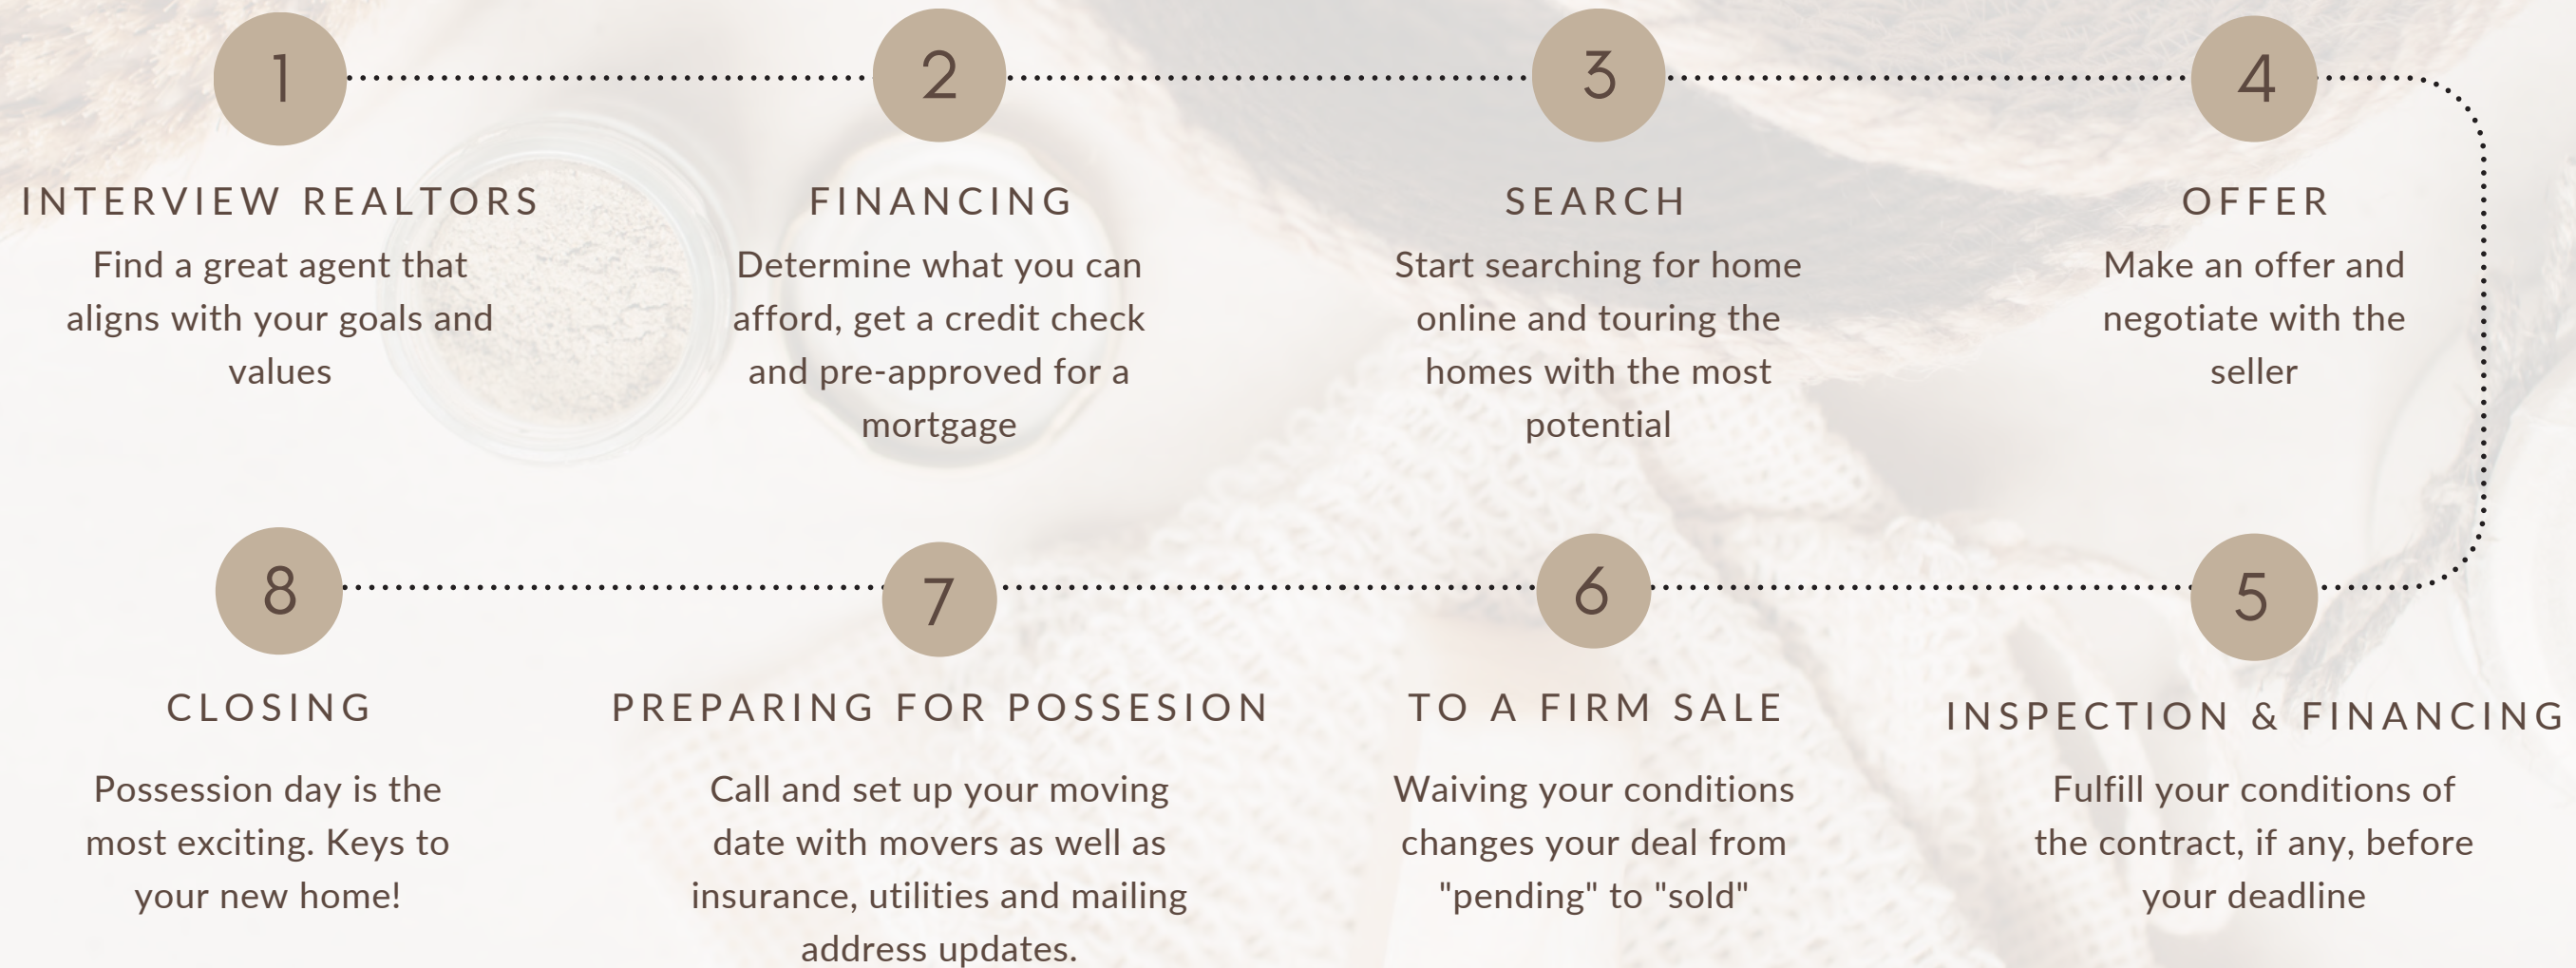 1
INTERVIEW REALTORS
Find a great agent that
aligns with your goals and
values
2
FINANCING
Determine what you can
afford, get a credit check
and pre-approved for a
mortgage
3
SEARCH
Start searching for home
online and touring the
homes with the most
potential
4
OFFER
Make an offer and
negotiate with the
seller
5
INSPECTION & FINANCING
Fulfill your conditions of
the contract, if any, before
your deadline
6
TO A FIRM SALE
Waiving your conditions
changes your deal from
"pending" to "sold"
7
PREPARING FOR POSSESION
Call and set up your moving
date with movers as well as
insurance, utilities and mailing
address updates.
8
CLOSING
Possession day is the
most exciting. Keys to
your new home!